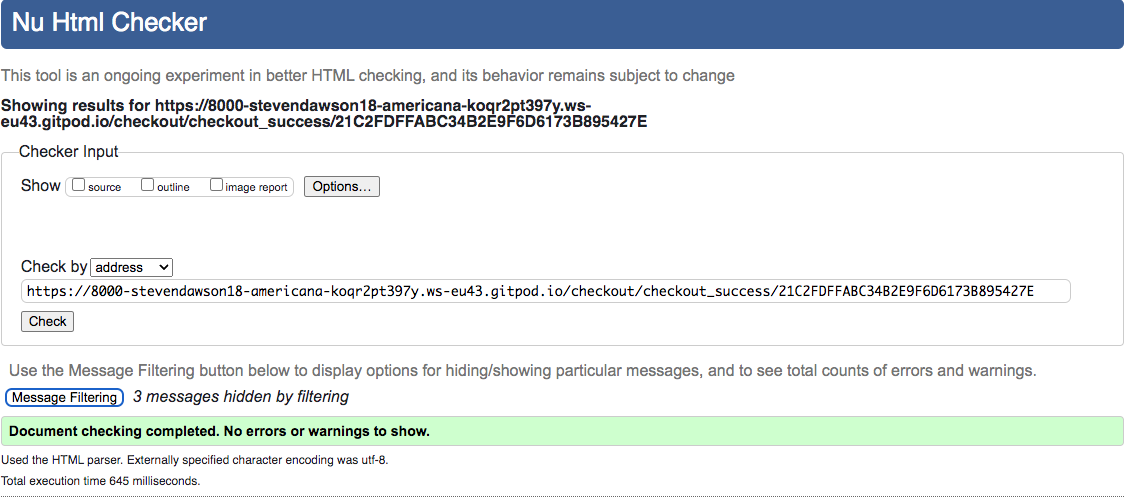 Nu Html Checker
This tool is an ongoing experiment in better HTML checking, and its behavior remains subject to change
Showing results for https://8000-stevendawson18-americana-koqr2pt397y.ws-
eu43.gitpod.io/checkout/checkout_success/21C2FDFFABC34B2E9F6D6173B895427E
Checker Input
Show source outline image report Options...
Check by address
https://8000-stevendawson18-americana-koqr2pt397y.ws-eu43.gitpod.io/checkout/checkout_success/21C2FDFFABC34B2E9F6D6173B895427E
Check
Use the Message Filtering button below to display options for hiding/showing particular messages, and to see total counts of errors and warnings.
Message Filtering 3 messages hidden by filtering
Document checking completed. No errors or warnings to show.
Used the HTML parser. Externally specified character encoding was utf-8.
Total execution time 645 milliseconds.